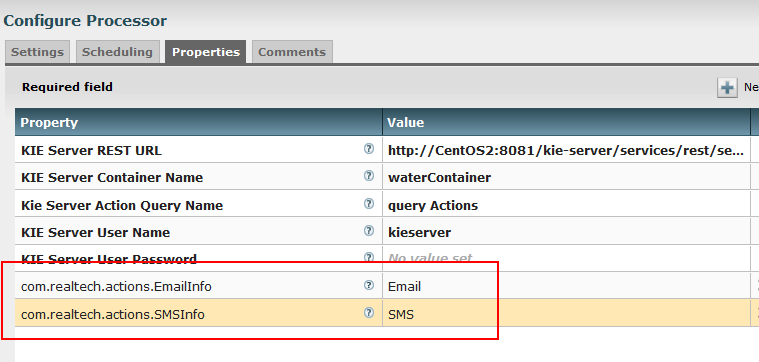 Configure Processor
Settings Scheduling Properties Comments
Required field Ne
Property Value
KIE Server REST URL http://CentOS2:8081/kie-server/services/rest/se...
KIE Server Container Name waterContainer
Kie Server Action Query Name query Actions
KIE Server User Name kieserver
KIE Server User Password No value set
com.realtech.actions.EmailInfo Email
com.realtech.actions.SMSInfo SMS